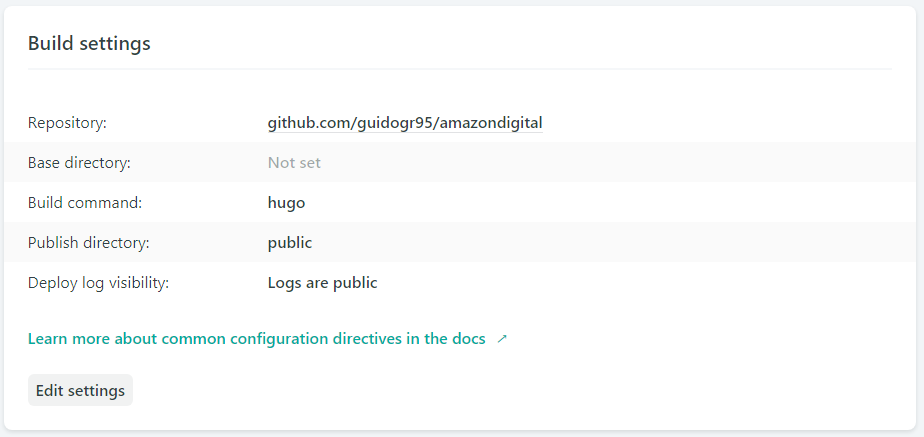 Build settings
Repository: github.com/guidogr95/amazondigital
Base directory: Not set
Build command: hugo
Publish directory: public
Deploy log visibility: Logs are public
Learn more about common configuration directives in the docs ↗
Edit settings